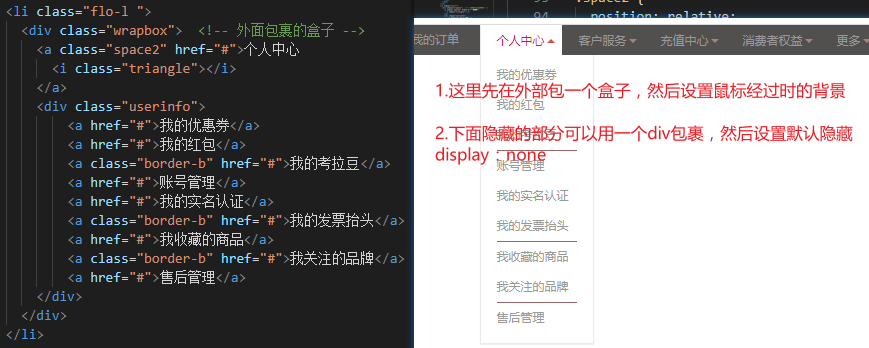 <li class="flo-l ">
<div class="wrapbox"> <!-- 外面包裹的盒子 -->
<a class="space2" href="#">个人中心
<i class="triangle"></i>
</a>
<div class="userinfo">
<a href="#">我的优惠券</a>
<a href="#">我的红包</a>
<a class="border-b" href="#">我的考拉豆</a>
<a href="#">账号管理</a>
<a href="#">我的实名认证</a>
<a class="border-b" href="#">我的发票抬头</a>
<a href="#">我收藏的商品</a>
<a class="border-b" href="#">我关注的品牌</a>
<a href="#">售后管理</a>
</div>
</div>
</li>
94 position: relative;
我的订单 个人中心 客户服务 充值中心 消费者权益 更多
我的优惠券
1.这里先在外部包一个盒子，然后设置鼠标经过时的背景
我的红包
2.下面隐藏的部分可以用一个div包裹，然后设置默认隐藏
display：none
账号管理
我的实名认证
我的发票抬头
我收藏的商品
我关注的品牌
售后管理